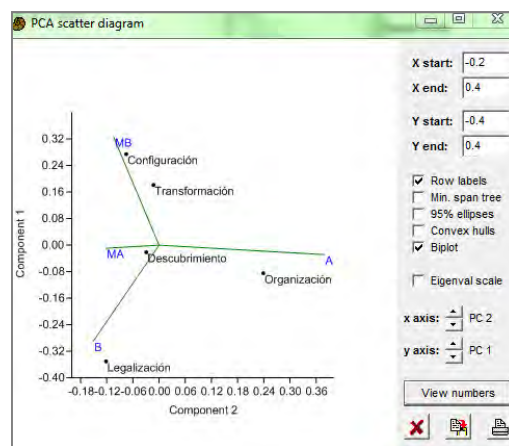 PCA scatter diagram
X start: -0.2
X end: 0.4
Y start: -0.4
Y end: 0.4
Row labels
Min. span tree
95% ellipses
Convex hulls
Biplot
Eigenval scale
x axis: PC 2
y axis: PC 1
View numbers
Component 1
0.32
0.24
0.16
0.08
0.00
-0.08
-0.16
-0.24
-0.32
-0.40
MB
Configuración
Transformación
MA
Descubrimiento
A
Organización
B
Legalización
-0.18 -0.12 -0.06 0.00 0.06 0.12 0.18 0.24 0.30 0.36
Component 2